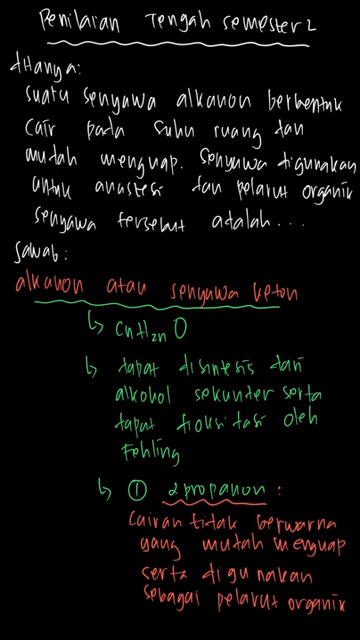 Penilaian Tengah Semester 2
ditanya:
suatu senyawa alkanon berbentuk
cair pada suhu ruang dan
mudah menguap. Senyawa digunakan
untuk anastesi dan pelarut organik
senyawa tersebut adalah...
Jawab:
alkanon atau senyawa keton
↳ CnH2n O
↳ dapat disintesis dari
alkohol sekunder serta
dapat dioksidasi oleh
Fehling
↳ ① 2 propanon :
Cairan tidak berwarna
yang mudah menguap
serta digunakan
sebagai pelarut organik